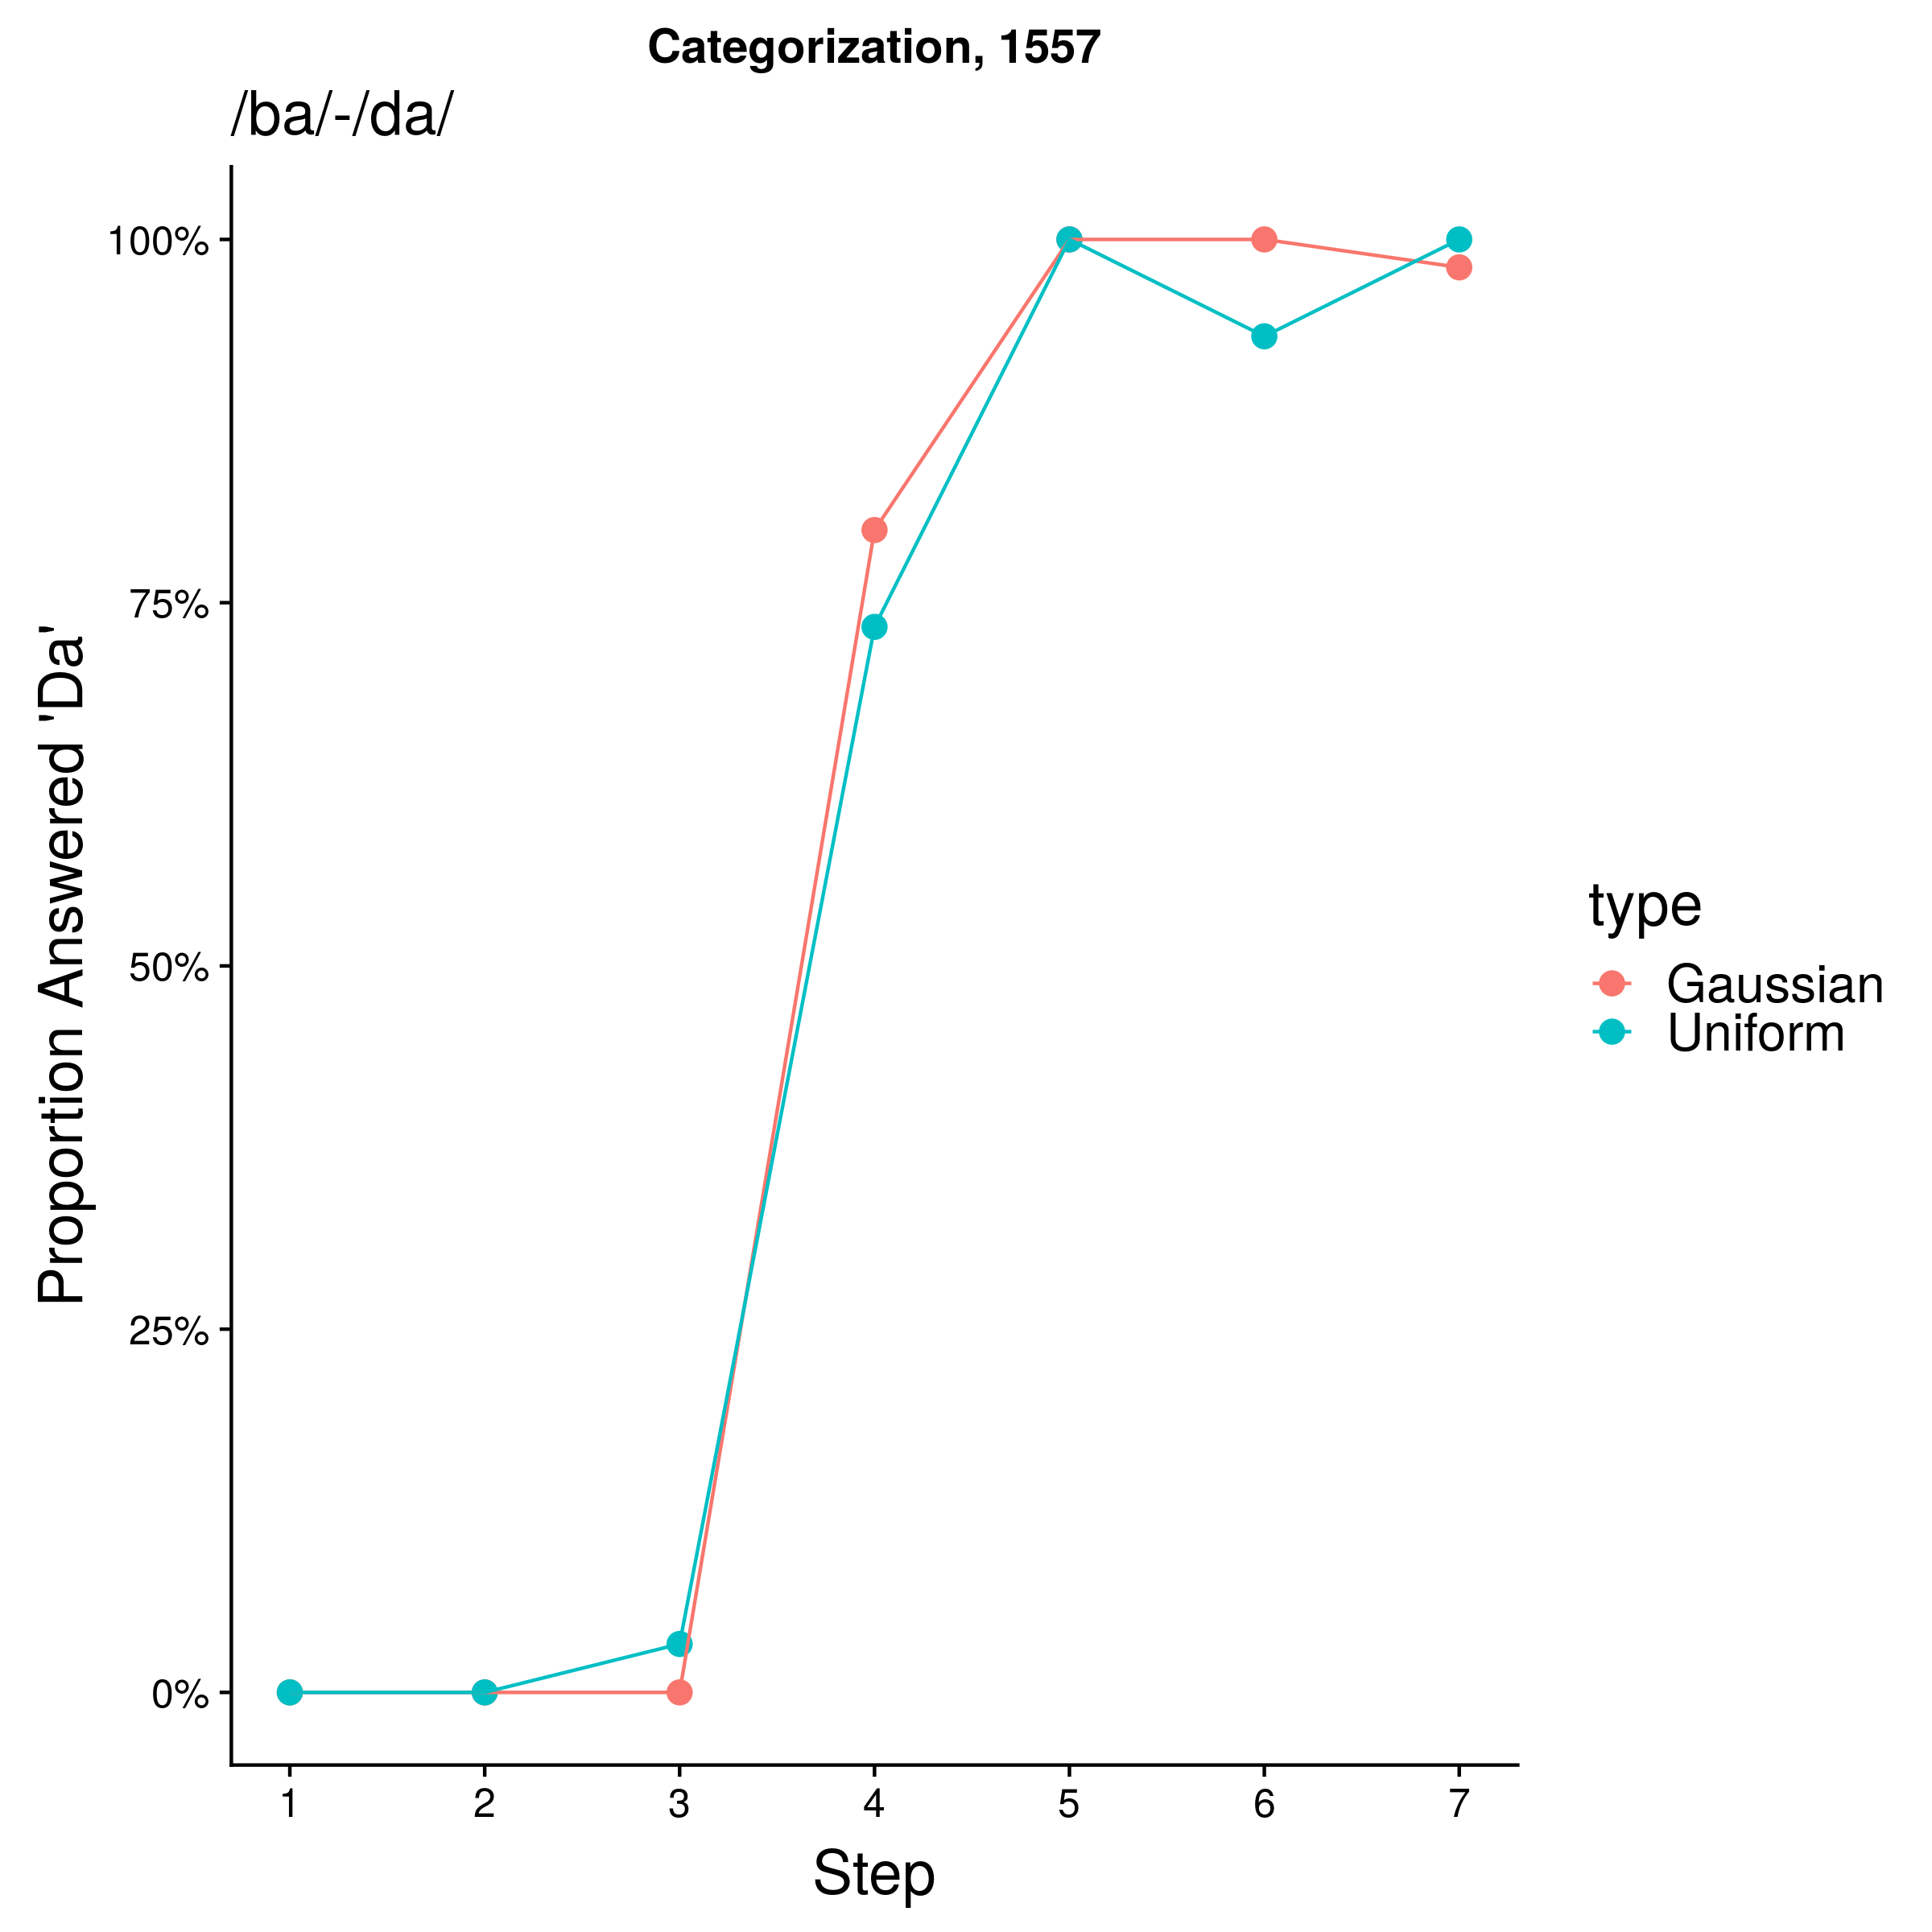 Categorization, 1557
/ba/-/da/
Proportion Answered 'Da'
100%
75%
50%
25%
0%
1 2 3 4 5 6 7
Step
type
Gaussian
Uniform